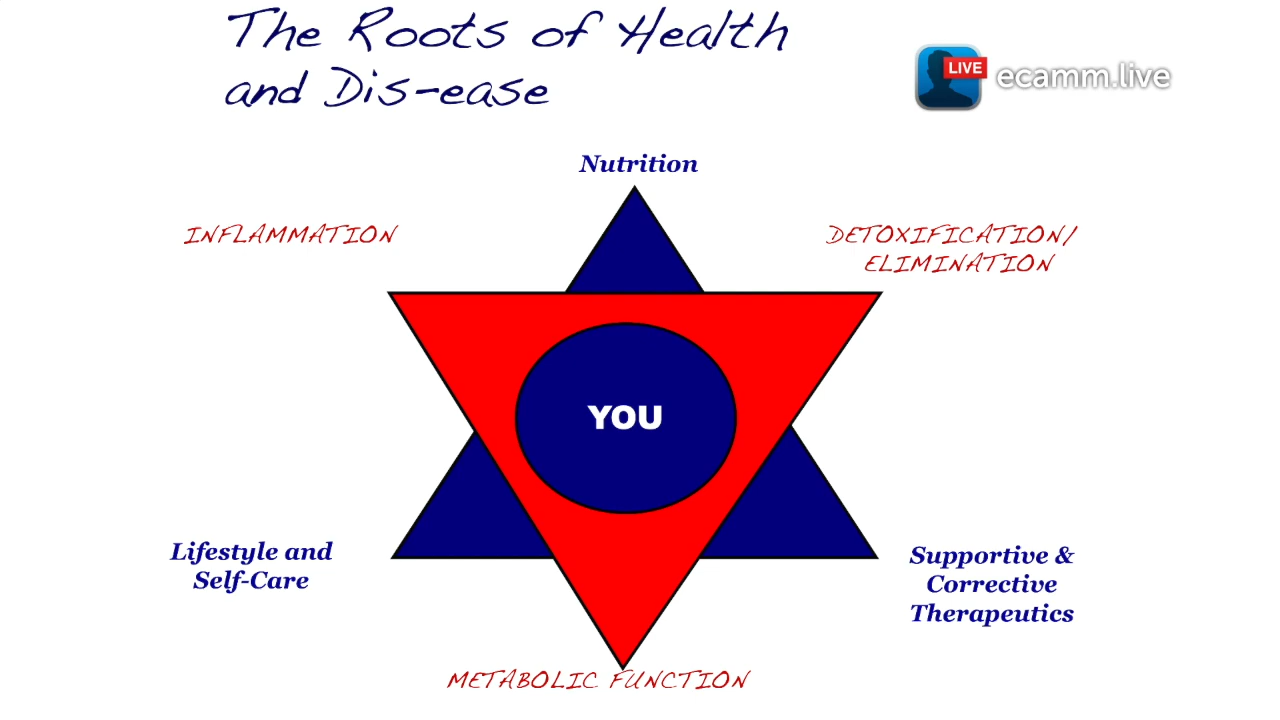 The Roots of Health
and Dis-ease
LIVE ecamm.live
Nutrition
INFLAMMATION
DETOXIFICATION/
ELIMINATION
YOU
Lifestyle and
Self-Care
Supportive &
Corrective
Therapeutics
METABOLIC FUNCTION